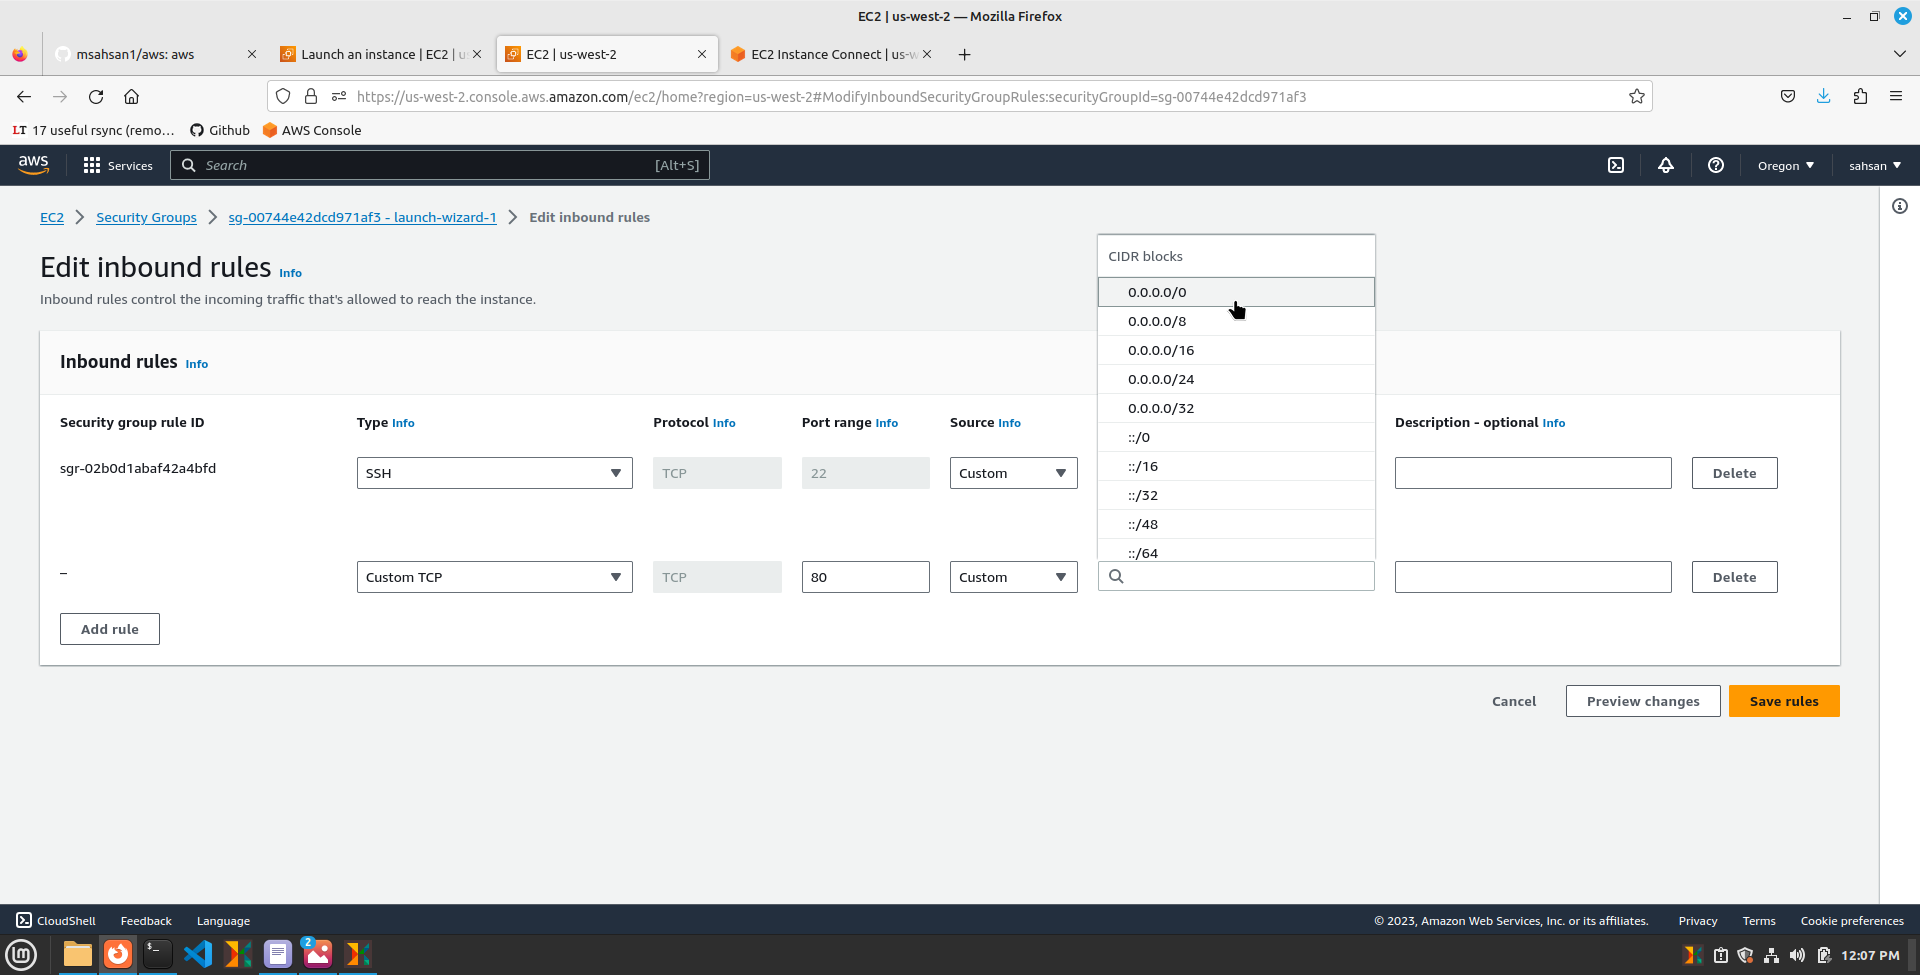 EC2 | us-west-2 — Mozilla Firefox
msahsan1/aws: aws
Launch an instance | EC2 | us
EC2 | us-west-2
EC2 Instance Connect | us-w
https://us-west-2.console.aws.amazon.com/ec2/home?region=us-west-2#ModifyInboundSecurityGroupRules:securityGroupId=sg-00744e42dcd971af3
LT 17 useful rsync (remo…
Github
AWS Console
aws
Services
Search
[Alt+S]
Oregon
sahsan
EC2
Security Groups
sg-00744e42dcd971af3 - launch-wizard-1
Edit inbound rules
Edit inbound rules Info
Inbound rules control the incoming traffic that's allowed to reach the instance.
CIDR blocks
0.0.0.0/0
0.0.0.0/8
0.0.0.0/16
0.0.0.0/24
0.0.0.0/32
::/0
::/16
::/32
::/48
::/64
Inbound rules Info
Security group rule ID
Type Info
Protocol Info
Port range Info
Source Info
Description - optional Info
sgr-02b0d1abaf42a4bfd
SSH
TCP
22
Custom
Delete
–
Custom TCP
TCP
80
Custom
Delete
Add rule
Cancel
Preview changes
Save rules
CloudShell
Feedback
Language
© 2023, Amazon Web Services, Inc. or its affiliates.
Privacy
Terms
Cookie preferences
2
12:07 PM